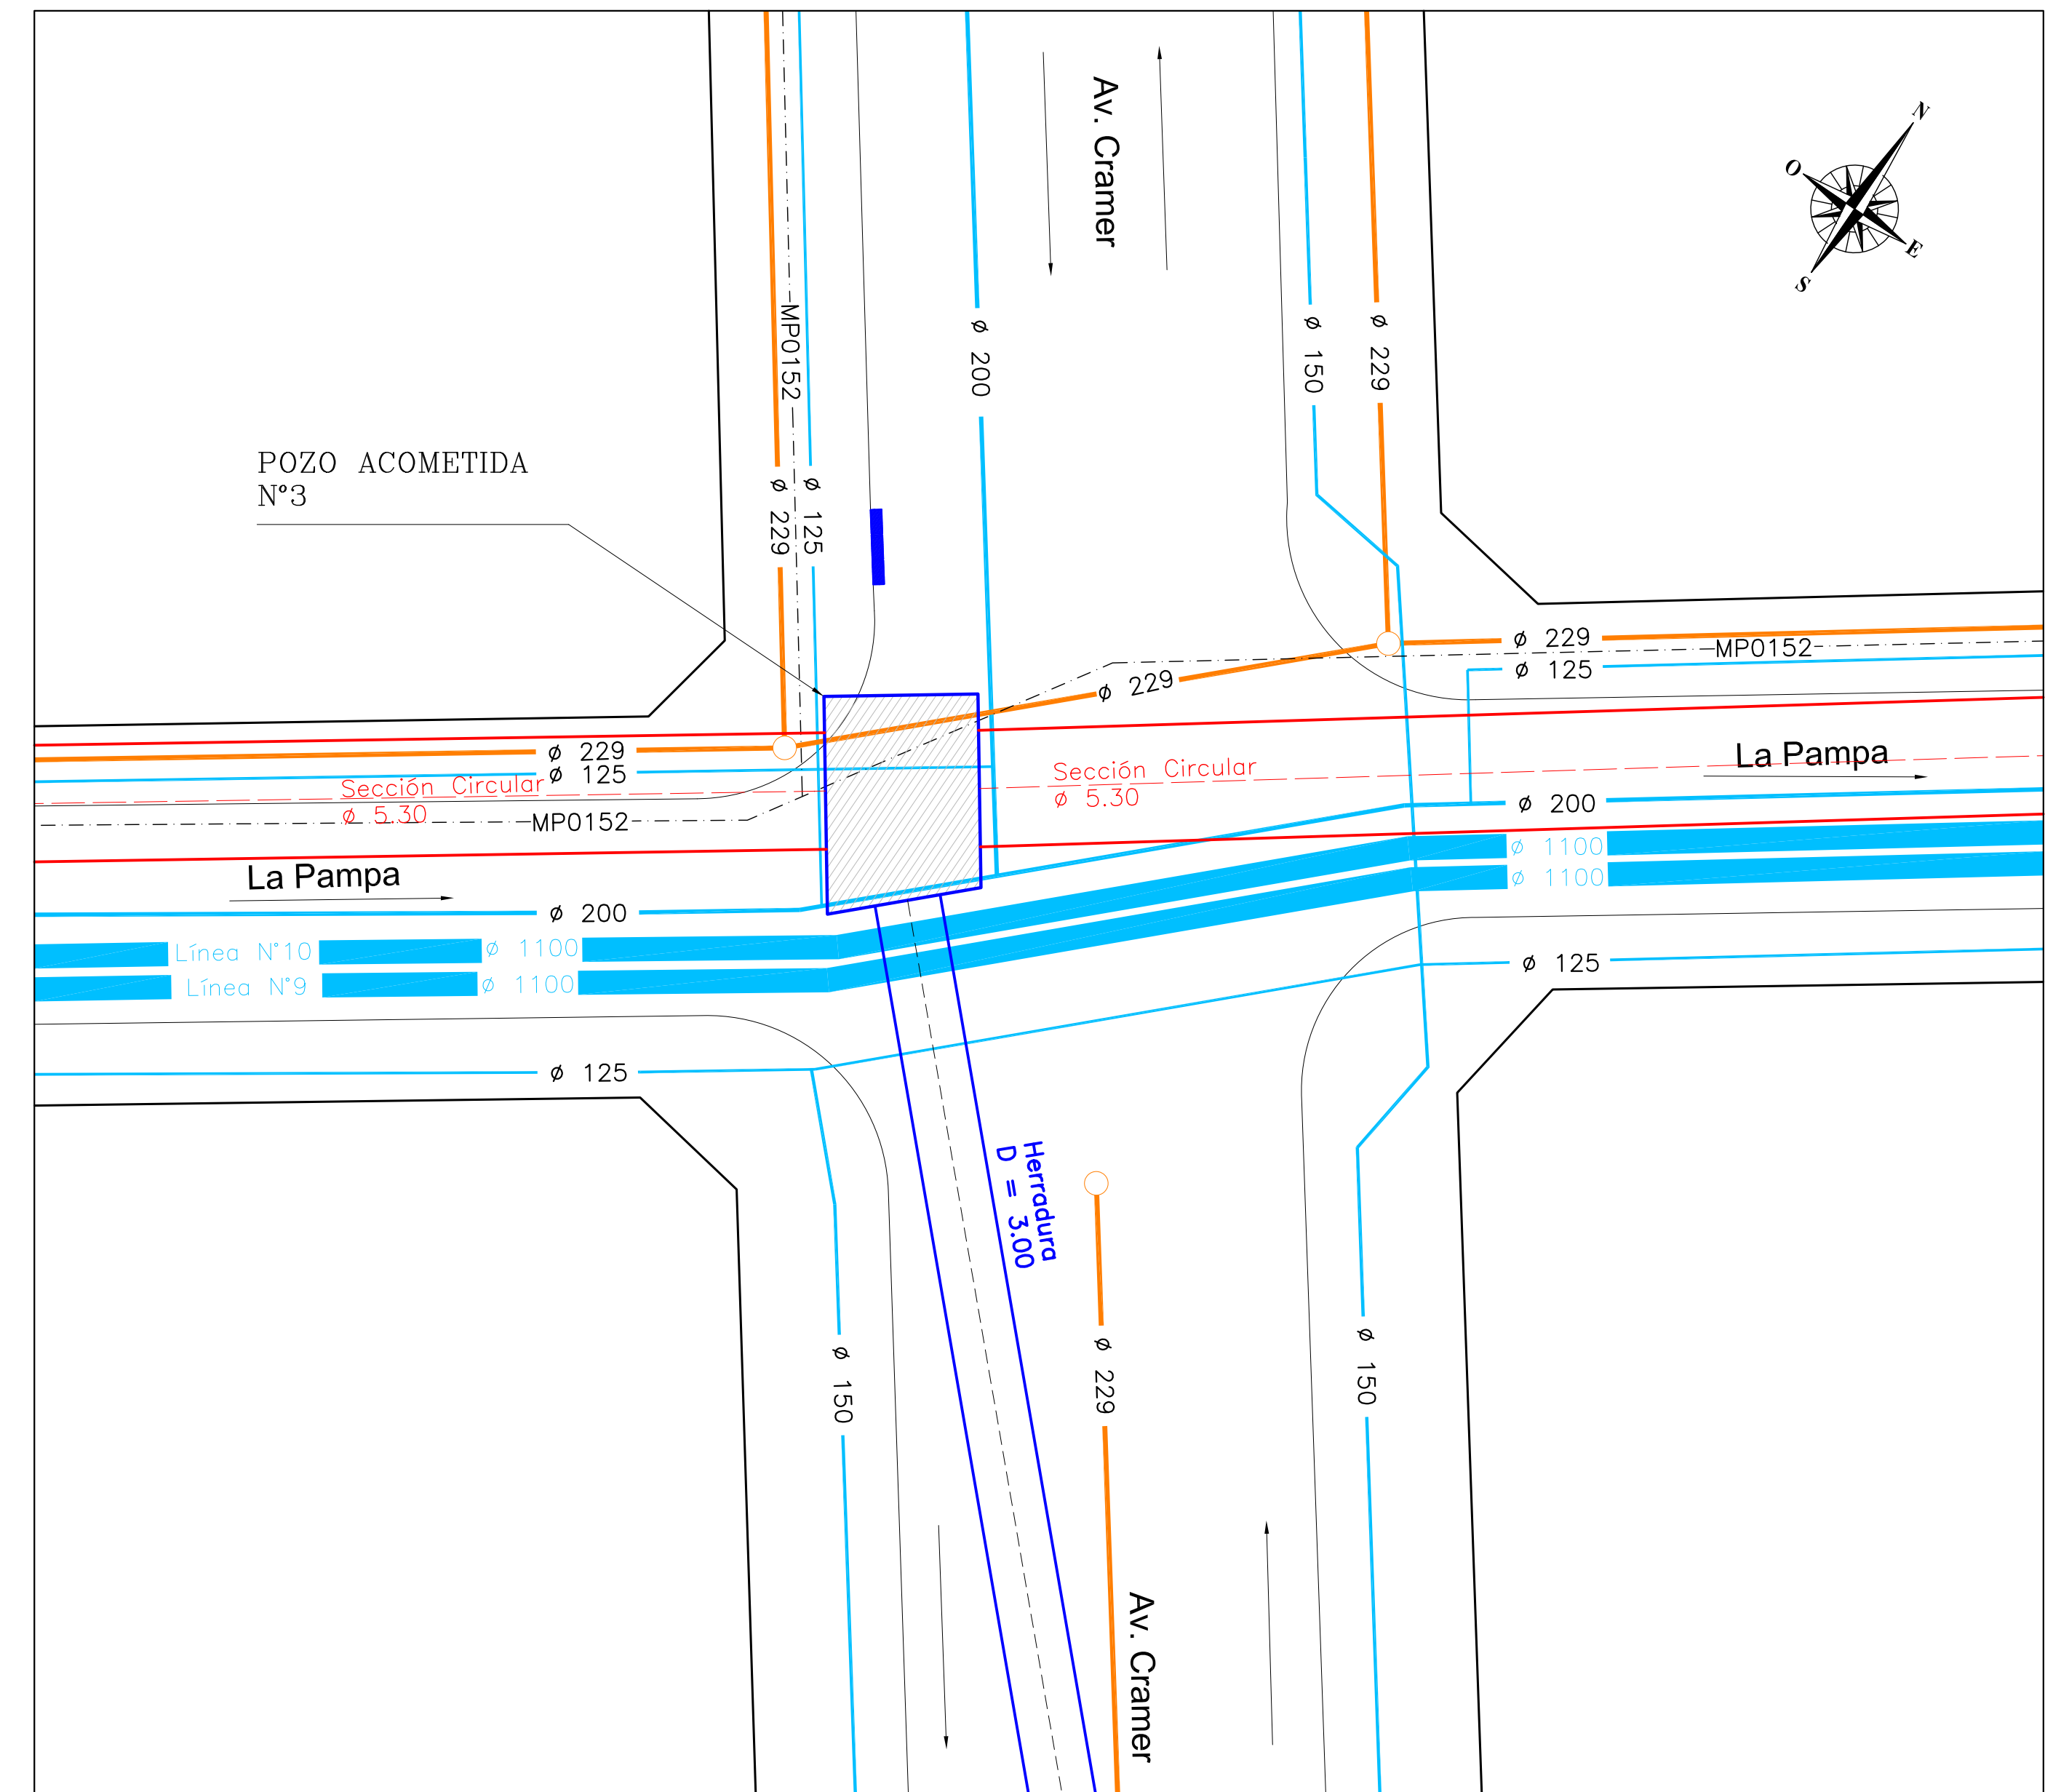 Av. Cramer
N
O
E
S
MP0152
Ø 200
Ø 150
Ø 229
POZO ACOMETIDA
N°3
Ø 229
Ø 125
Ø 229
MP0152
Ø 125
Ø 229
Ø 229
Ø 125
Sección Circular
Ø 5.30
MP0152
Sección Circular
Ø 5.30
La Pampa
Ø 200
Ø 1100
Ø 1100
La Pampa
Ø 200
Línea N°10
Ø 1100
Línea N°9
Ø 1100
Ø 125
Ø 125
Herradura
D = 3.00
Ø 150
Ø 229
Ø 150
Av. Cramer